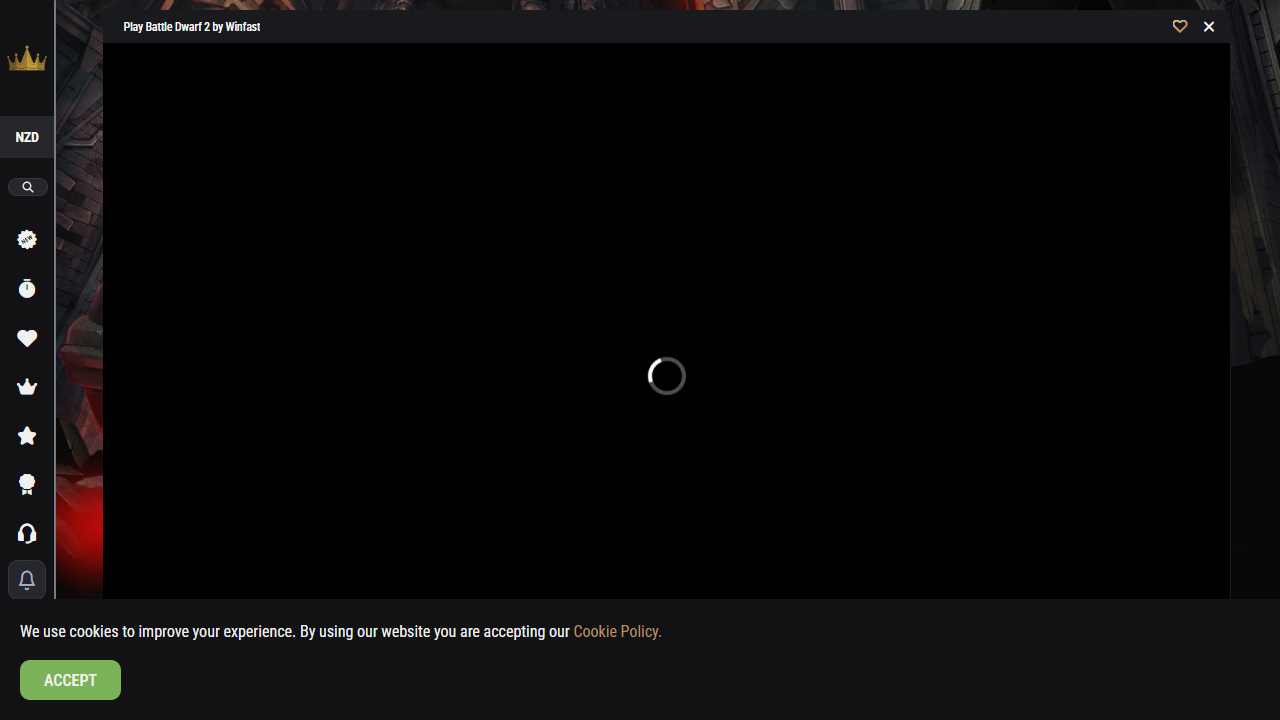 Play Battle Dwarf 2 by Winfast
NZD
NEW
We use cookies to improve your experience. By using our website you are accepting our Cookie Policy.
ACCEPT